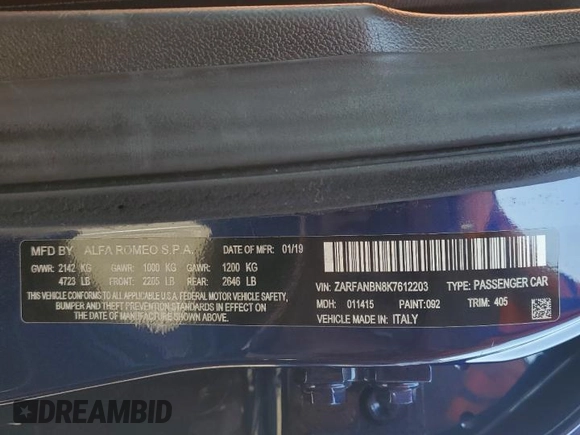 MFD BY ALFA ROMEO S.P.A. DATE OF MFR 01/19
GVWR: 2142 KG GAWR: 1000 KG GAWR: 1200 KG
4723 LB FRONT: 2205 LB REAR: 2646 LB
THIS VEHICLE CONFORMS TO ALL APPLICABLE U.S.A. FEDERAL MOTOR VEHICLE SAFETY,
BUMPER AND THEFT PREVENTION STANDARDS IN EFFECT ON
THE DATE OF MANUFACTURE SHOWN ABOVE
VIN: ZARFANBN8K7612203 TYPE: PASSENGER CAR
MDH: 011415 PAINT: 092 TRIM: 405
VEHICLE MADE IN: ITALY
DREAMBID